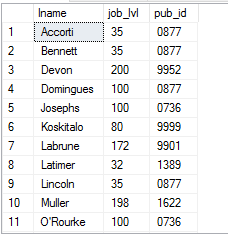 lname job_lvl pub_id
1 Accorti 35 0877
2 Bennett 35 0877
3 Devon 200 9952
4 Domingues 100 0877
5 Josephs 100 0736
6 Koskitalo 80 9999
7 Labrune 172 9901
8 Latimer 32 1389
9 Lincoln 35 0877
10 Muller 198 1622
11 O'Rourke 100 0736